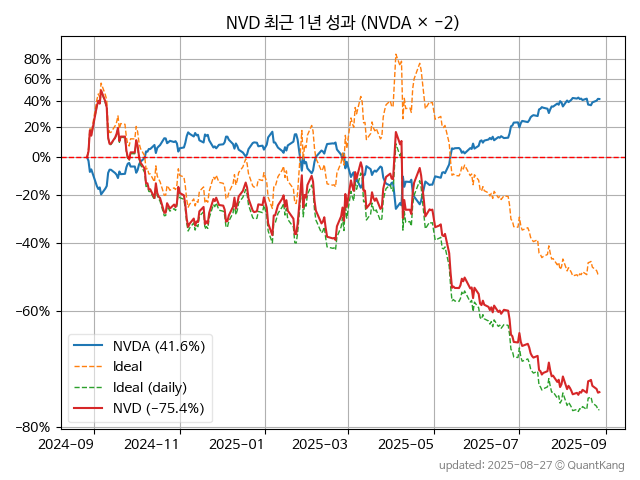 NVD 최근 1년 성과 (NVDA × −2)
80%
60%
40%
20%
0%
−20%
−40%
−60%
−80%
NVDA (41.6%)
Ideal
Ideal (daily)
NVD (−75.4%)
2024-09
2024-11
2025-01
2025-03
2025-05
2025-07
2025-09
updated: 2025-08-27 © QuantKang